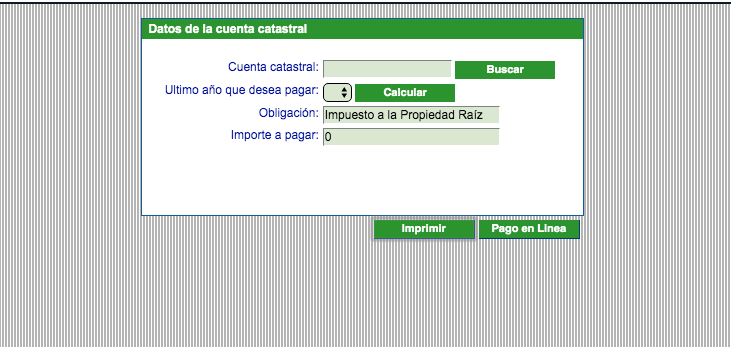 Datos de la cuenta catastral
Cuenta catastral: Buscar
Ultimo año que desea pagar: Calcular
Obligación: Impuesto a la Propiedad Raíz
Importe a pagar: 0
Imprimir Pago en Linea